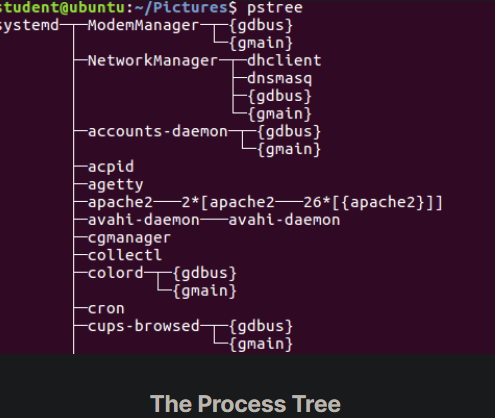 student@ubuntu:~/Pictures$ pstree
systemd─┬─ModemManager─┬─{gdbus}
        │              └─{gmain}
        ├─NetworkManager─┬─dhclient
        │                ├─dnsmasq
        │                ├─{gdbus}
        │                └─{gmain}
        ├─accounts-daemon─┬─{gdbus}
        │                 └─{gmain}
        ├─acpid
        ├─agetty
        ├─apache2───2*[apache2───26*[{apache2}]]
        ├─avahi-daemon───avahi-daemon
        ├─cgmanager
        ├─collectl
        ├─colord─┬─{gdbus}
        │        └─{gmain}
        ├─cron
        ├─cups-browsed─┬─{gdbus}
        │              └─{gmain}
The Process Tree